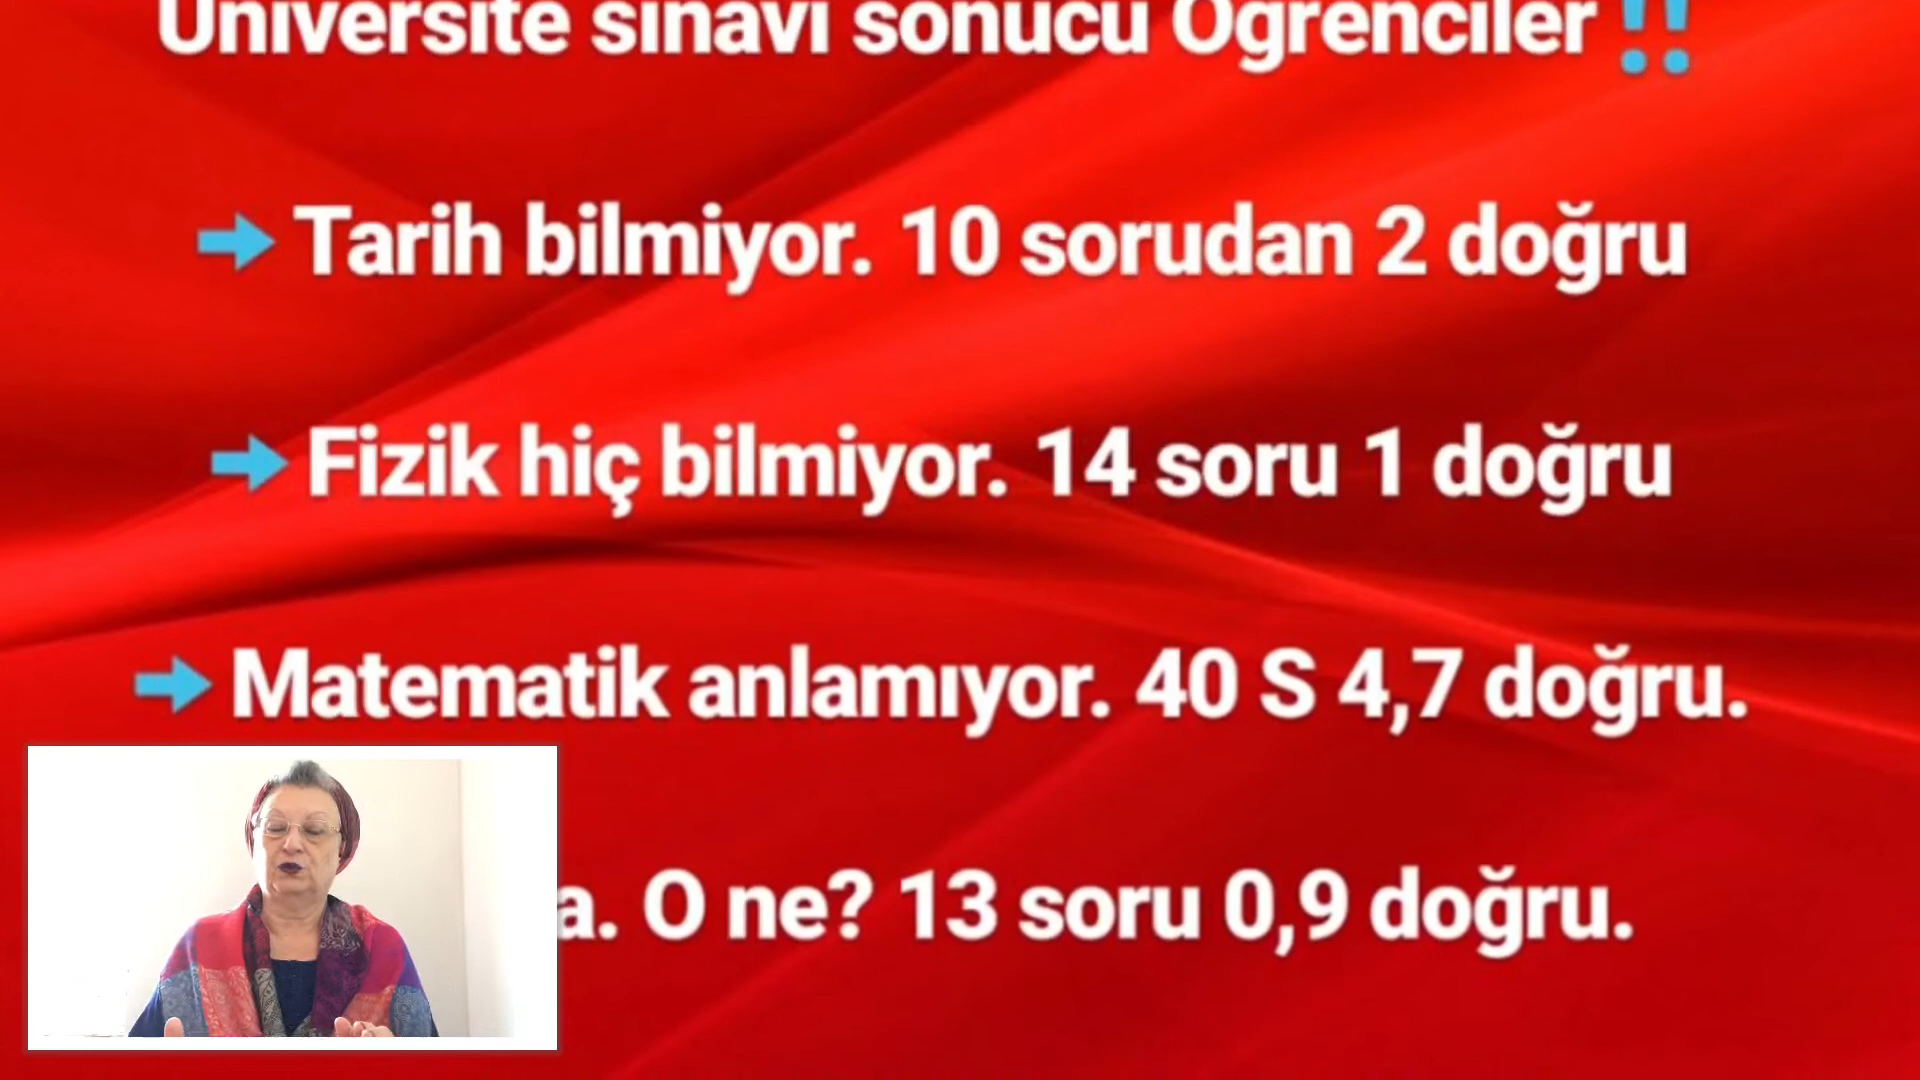 Üniversite sınavı sonucu Öğrenciler‼
➡ Tarih bilmiyor. 10 sorudan 2 doğru
➡ Fizik hiç bilmiyor. 14 soru 1 doğru
➡ Matematik anlamıyor. 40 S 4,7 doğru.
a. O ne? 13 soru 0,9 doğru.